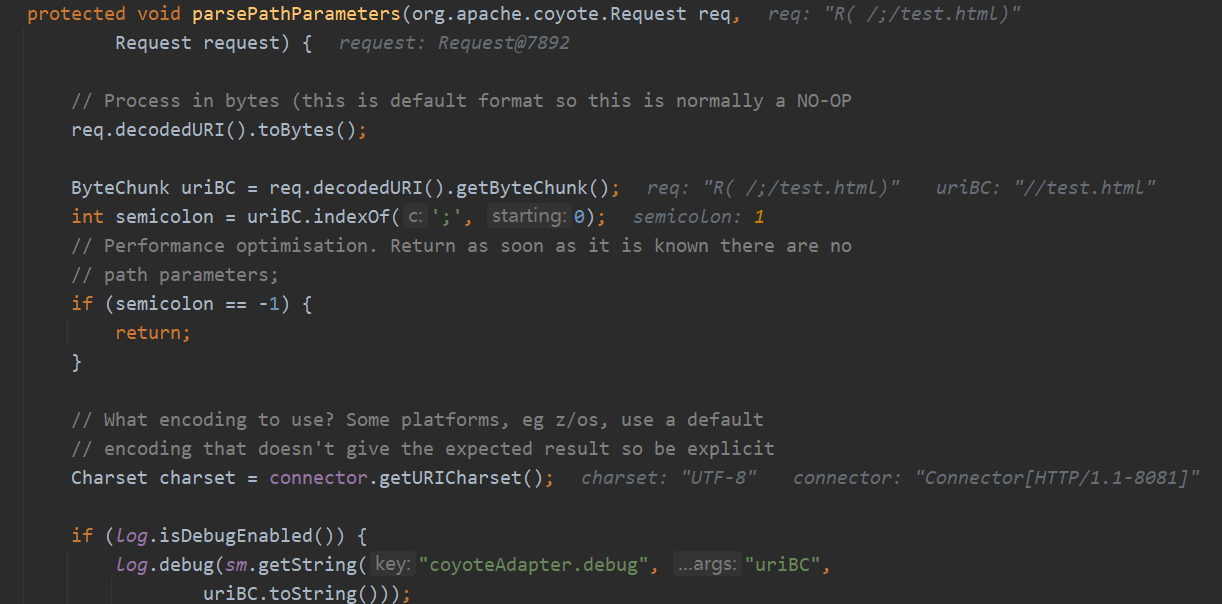 protected void parsePathParameters(org.apache.coyote.Request req,   req: "R( /;/test.html)"
        Request request) {   request: Request@7892
    // Process in bytes (this is default format so this is normally a NO-OP
    req.decodedURI().toBytes();
    ByteChunk uriBC = req.decodedURI().getByteChunk();   req: "R( /;/test.html)"   uriBC: "//test.html"
    int semicolon = uriBC.indexOf( c: ';', starting: 0);   semicolon: 1
    // Performance optimisation. Return as soon as it is known there are no
    // path parameters;
    if (semicolon == -1) {
        return;
    }
    // What encoding to use? Some platforms, eg z/os, use a default
    // encoding that doesn't give the expected result so be explicit
    Charset charset = connector.getURICharset();   charset: "UTF-8"   connector: "Connector[HTTP/1.1-8081]"
    if (log.isDebugEnabled()) {
        log.debug(sm.getString( key: "coyoteAdapter.debug", ...args: "uriBC",
                uriBC.toString()));